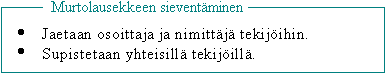 Murtolausekkeen sieventäminen
• Jaetaan osoittaja ja nimittäjä tekijöihin.
• Supistetaan yhteisillä tekijöillä.